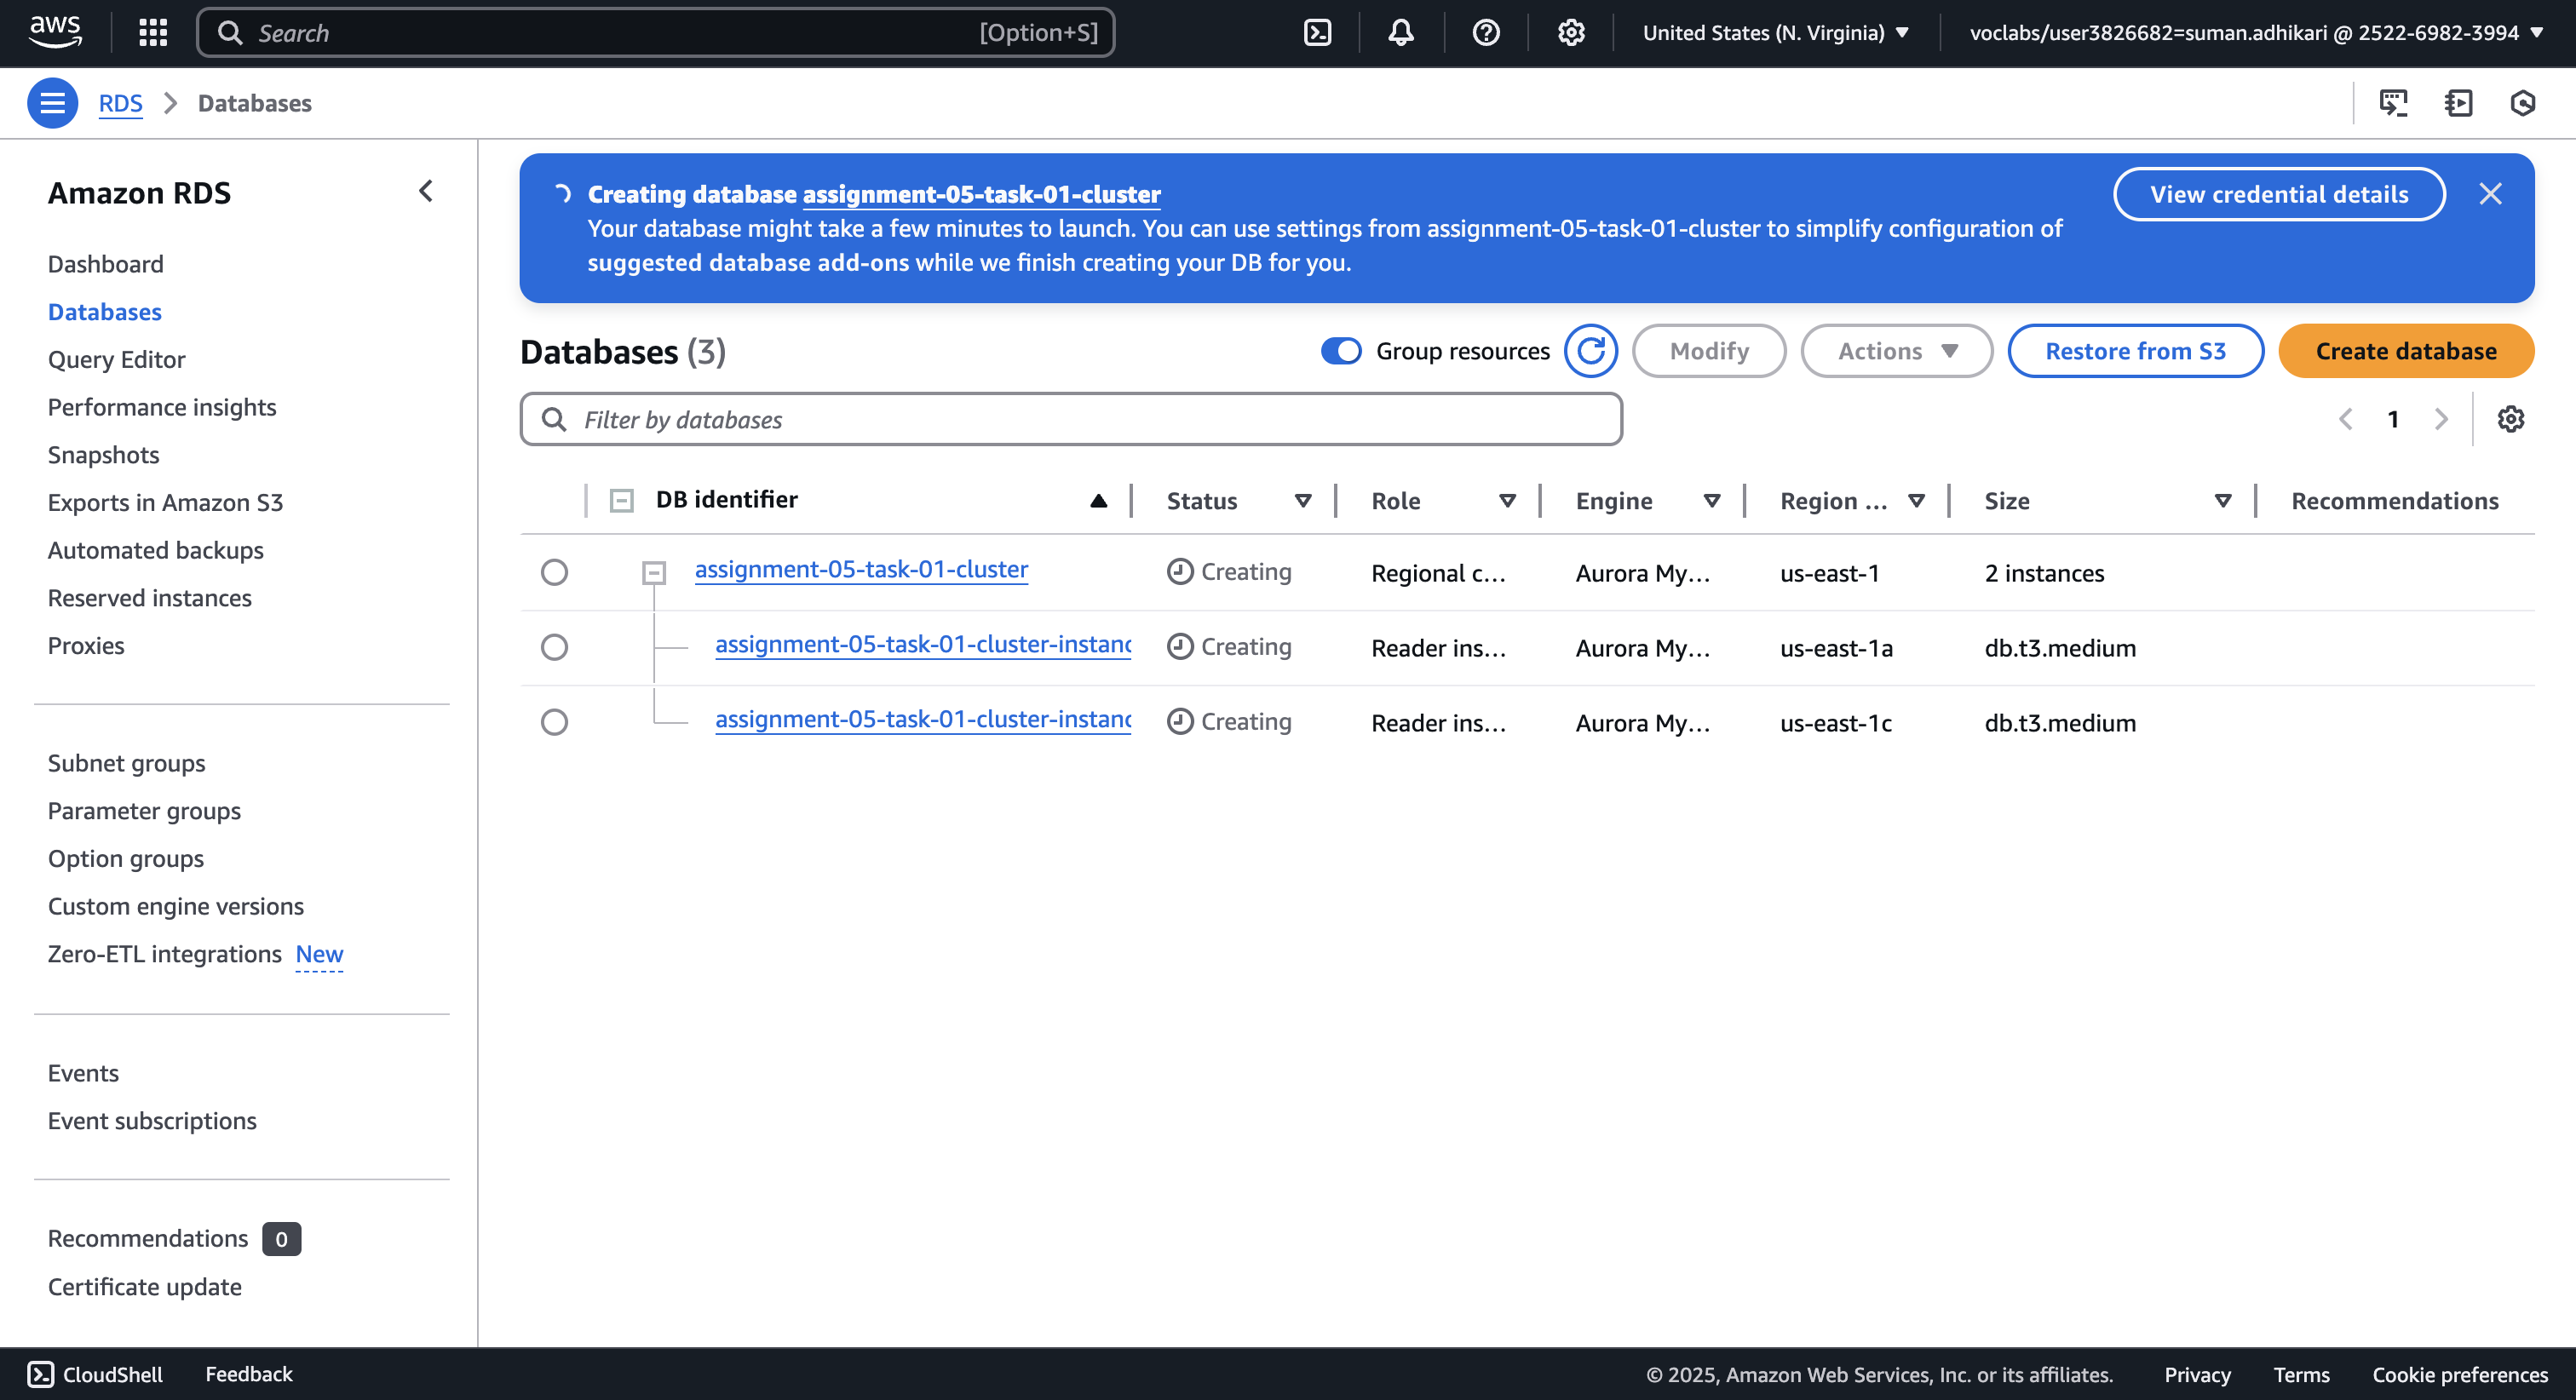 aws
Search
[Option+S]
United States (N. Virginia)
voclabs/user3826682=suman.adhikari @ 2522-6982-3994
RDS
Databases
Amazon RDS
Dashboard
Databases
Query Editor
Performance insights
Snapshots
Exports in Amazon S3
Automated backups
Reserved instances
Proxies
Subnet groups
Parameter groups
Option groups
Custom engine versions
Zero-ETL integrations New
Events
Event subscriptions
Recommendations 0
Certificate update
Creating database assignment-05-task-01-cluster
Your database might take a few minutes to launch. You can use settings from assignment-05-task-01-cluster to simplify configuration of
suggested database add-ons while we finish creating your DB for you.
View credential details
Databases (3)
Group resources
Modify
Actions
Restore from S3
Create database
Filter by databases
1
DB identifier Status Role Engine Region ... Size Recommendations
assignment-05-task-01-cluster Creating Regional c... Aurora My... us-east-1 2 instances
assignment-05-task-01-cluster-instanc Creating Reader ins... Aurora My... us-east-1a db.t3.medium
assignment-05-task-01-cluster-instanc Creating Reader ins... Aurora My... us-east-1c db.t3.medium
CloudShell
Feedback
© 2025, Amazon Web Services, Inc. or its affiliates.
Privacy
Terms
Cookie preferences